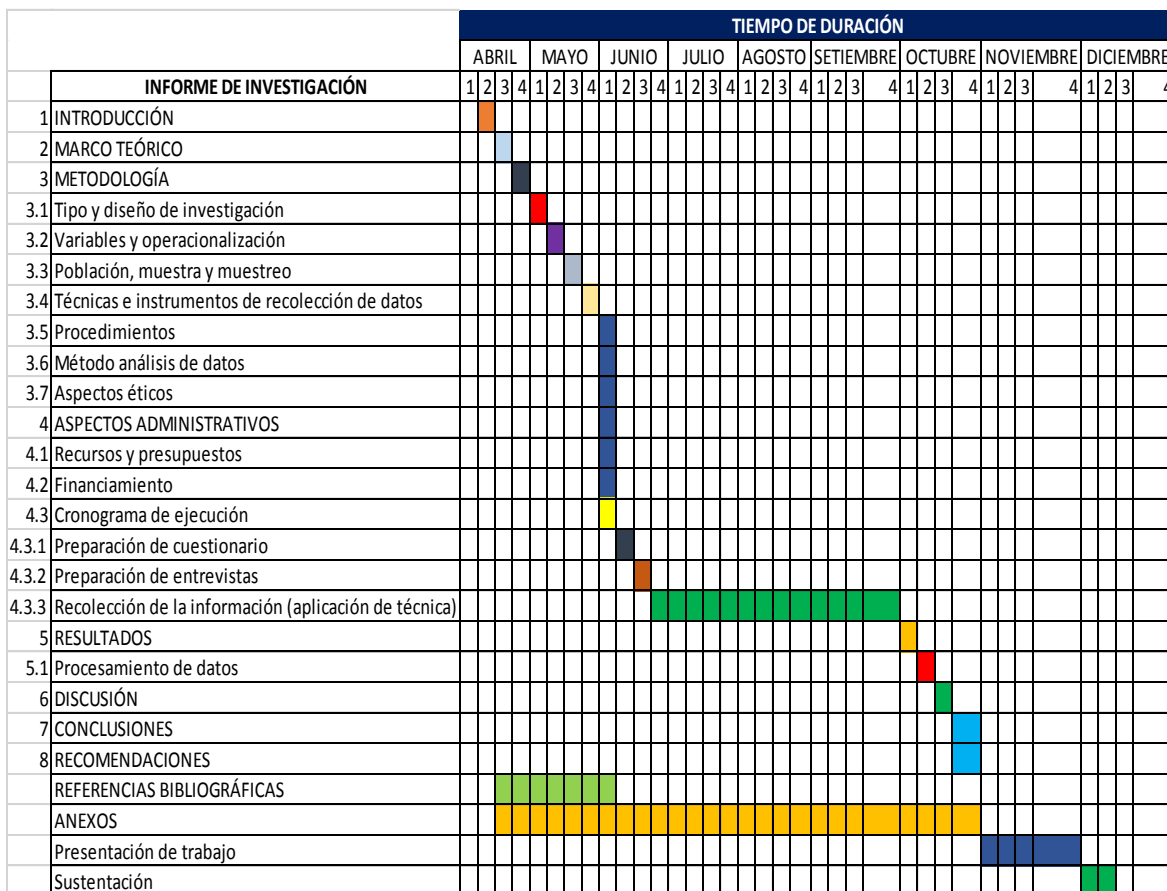 TIEMPO DE DURACIÓN
ABRIL MAYO JUNIO JULIO AGOSTO SETIEMBRE OCTUBRE NOVIEMBRE DICIEMBRE
INFORME DE INVESTIGACIÓN 1 2 3 4 1 2 3 4 1 2 3 4 1 2 3 4 1 2 3 4 1 2 3 4 1 2 3 4 1 2 3 4 1 2 3 4
1 INTRODUCCIÓN
2 MARCO TEÓRICO
3 METODOLOGÍA
3.1 Tipo y diseño de investigación
3.2 Variables y operacionalización
3.3 Población, muestra y muestreo
3.4 Técnicas e instrumentos de recolección de datos
3.5 Procedimientos
3.6 Método análisis de datos
3.7 Aspectos éticos
4 ASPECTOS ADMINISTRATIVOS
4.1 Recursos y presupuestos
4.2 Financiamiento
4.3 Cronograma de ejecución
4.3.1 Preparación de cuestionario
4.3.2 Preparación de entrevistas
4.3.3 Recolección de la información (aplicación de técnica)
5 RESULTADOS
5.1 Procesamiento de datos
6 DISCUSIÓN
7 CONCLUSIONES
8 RECOMENDACIONES
REFERENCIAS BIBLIOGRÁFICAS
ANEXOS
Presentación de trabajo
Sustentación